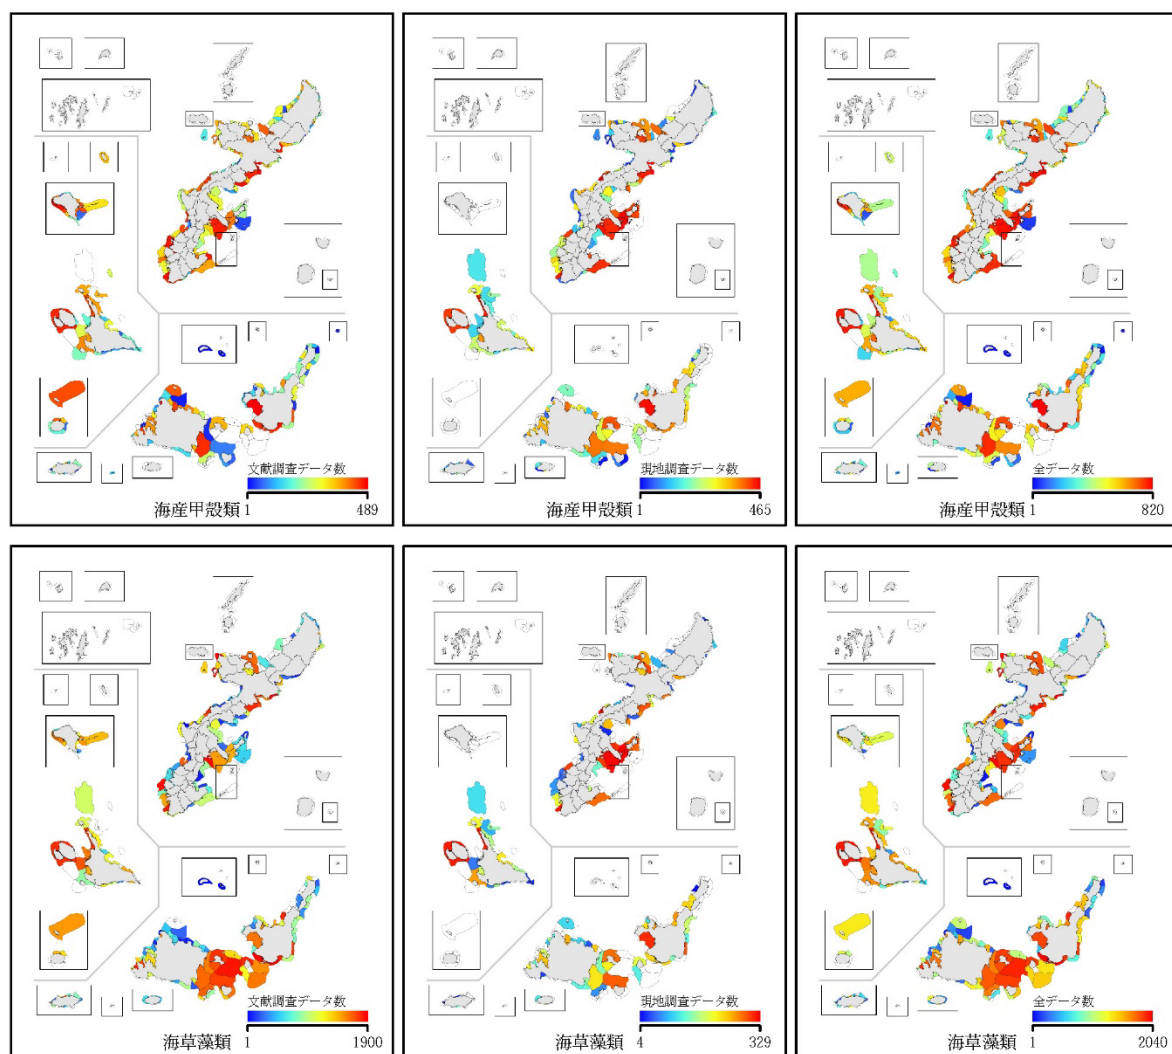 文献調査データ数
海産甲殻類 1 489
現地調査データ数
海産甲殻類 1 465
全データ数
海産甲殻類 1 820
文献調査データ数
海草藻類 1 1900
現地調査データ数
海草藻類 4 329
全データ数
海草藻類 1 2040